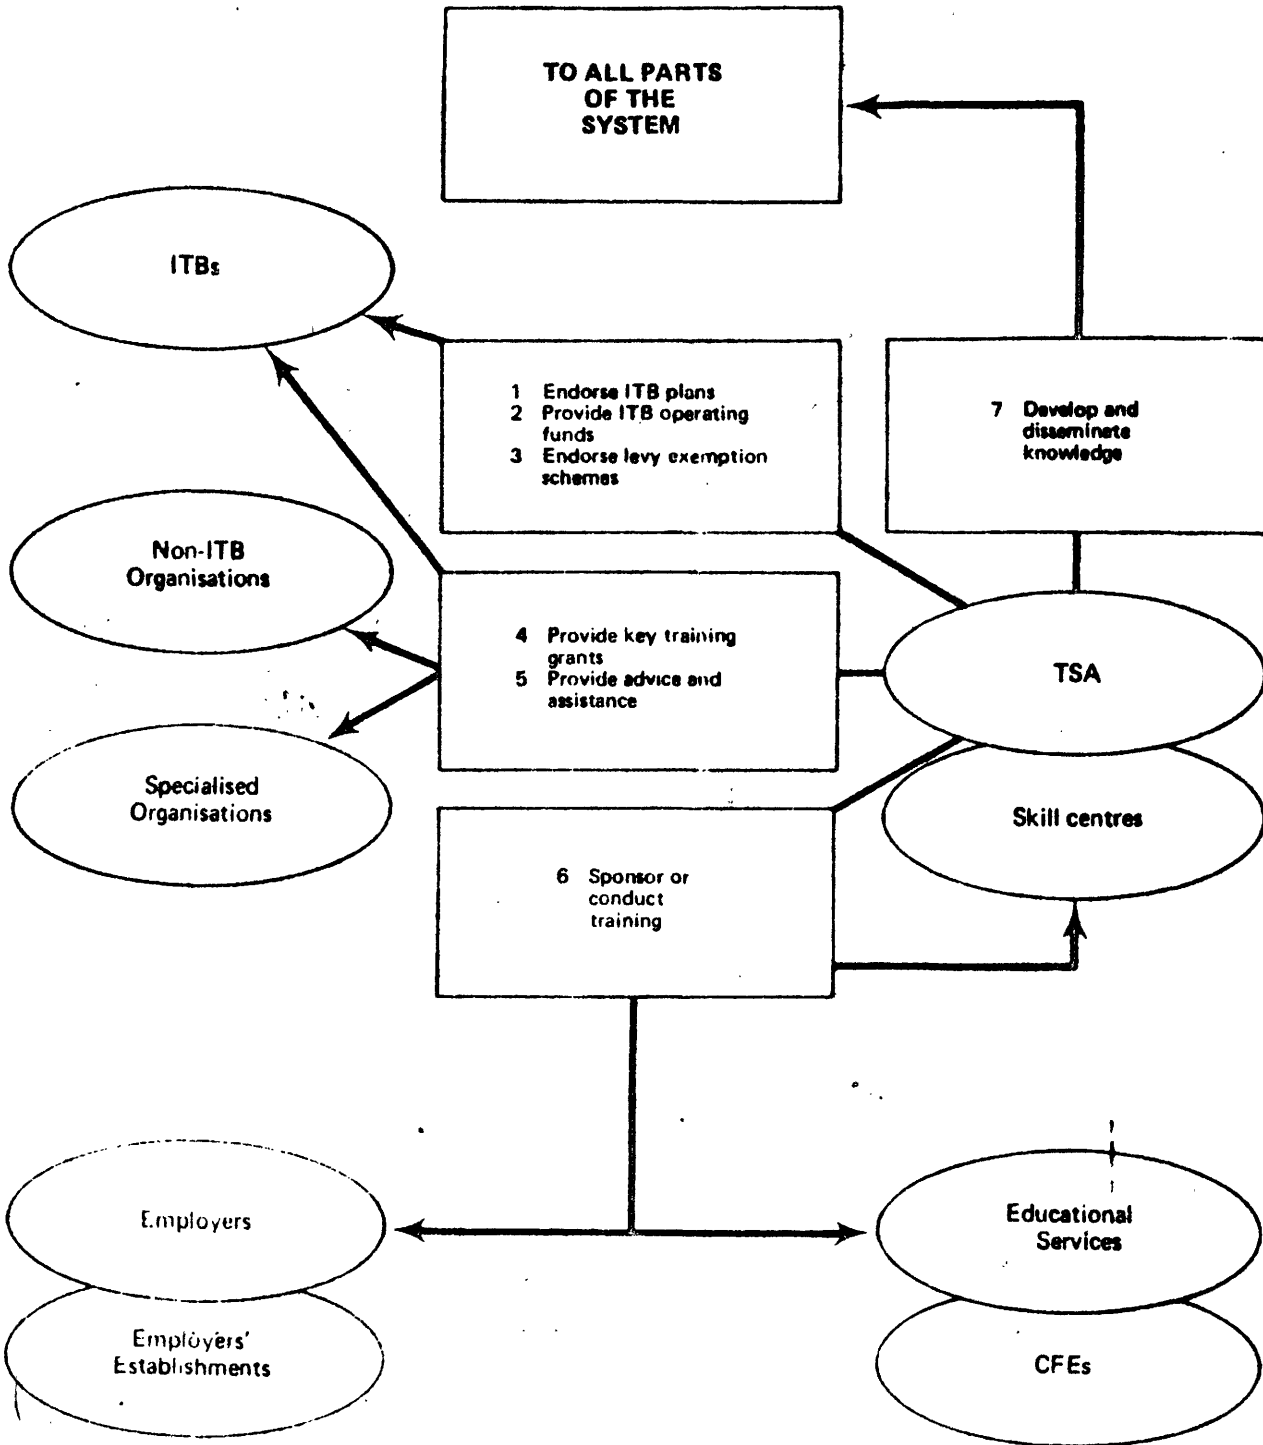 TO ALL PARTS
OF THE
SYSTEM
ITBs
1 Endorse ITB plans
2 Provide ITB operating
funds
3 Endorse levy exemption
schemes
7 Develop and
disseminate
knowledge
Non-ITB
Organisations
4 Provide key training
grants
5 Provide advice and
assistance
TSA
Specialised
Organisations
Skill centres
6 Sponsor or
conduct
training
Employers
Educational
Services
Employers'
Establishments
CFEs